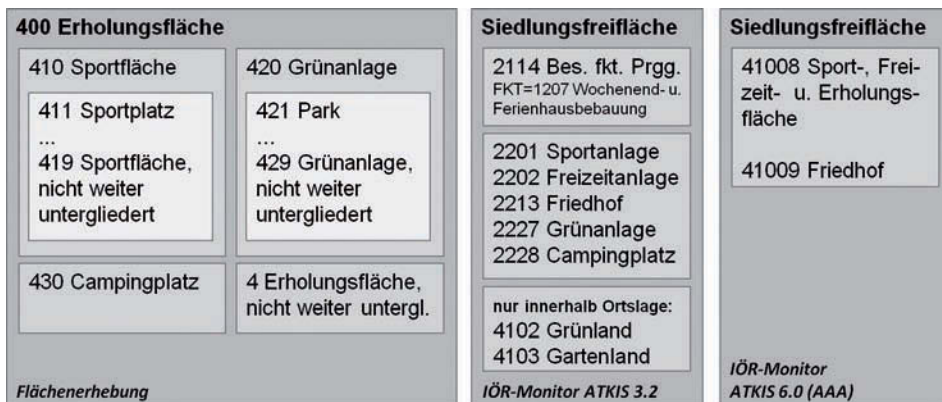 400 Erholungsfläche
410 Sportfläche
411 Sportplatz
...
419 Sportfläche,
nicht weiter
untergliedert
420 Grünanlage
421 Park
...
429 Grünanlage,
nicht weiter
untergliedert
430 Campingplatz
4 Erholungsfläche,
nicht weiter untergl.
Flächenerhebung
Siedlungsfreifläche
2114 Bes. fkt. Prgg.
FKT=1207 Wochenend- u.
Ferienhausbebauung
2201 Sportanlage
2202 Freizeitanlage
2213 Friedhof
2227 Grünanlage
2228 Campingplatz
nur innerhalb Ortslage:
4102 Grünland
4103 Gartenland
IÖR-Monitor ATKIS 3.2
Siedlungsfreifläche
41008 Sport-, Frei-
zeit- u. Erholungs-
fläche
41009 Friedhof
IÖR-Monitor
ATKIS 6.0 (AAA)